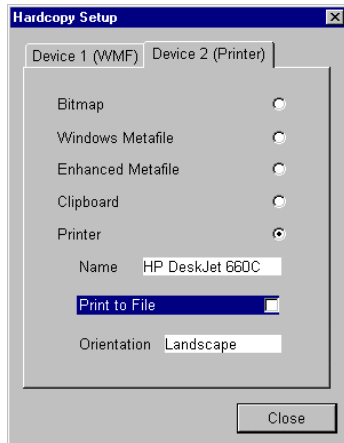 Hardcopy Setup
Device 1 (WMF) Device 2 (Printer)
Bitmap
Windows Metafile
Enhanced Metafile
Clipboard
Printer
Name HP DeskJet 660C
Print to File
Orientation Landscape
Close